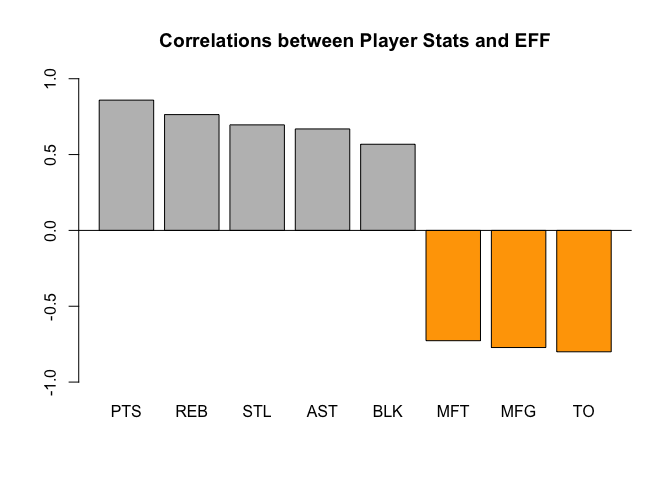 Correlations between Player Stats and EFF
1.0
0.5
0.0
-0.5
-1.0
PTS REB STL AST BLK MFT MFG TO